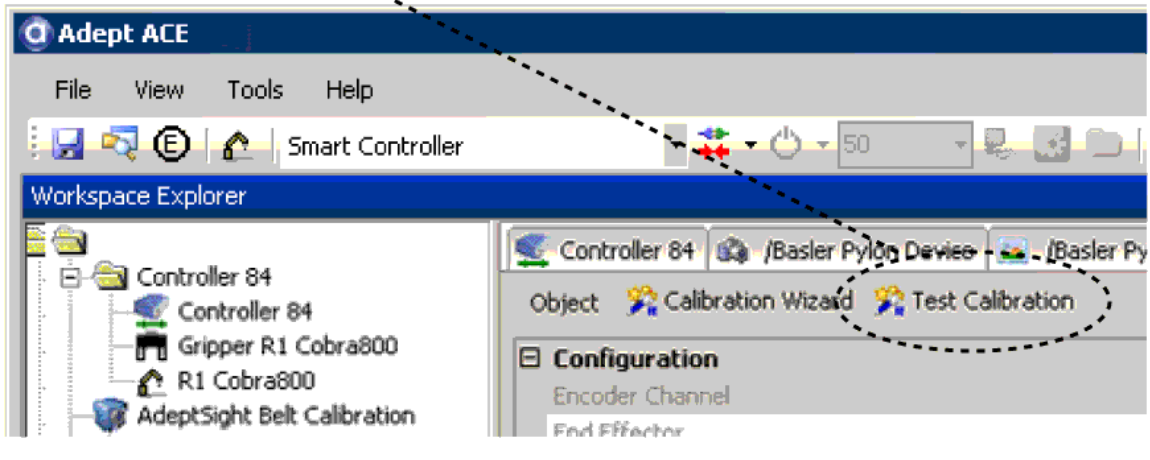 Adept ACE
File View Tools Help
E Smart Controller 50
Workspace Explorer
Controller 84 /Basler Pylon Device /Basler Py
Controller 84
Object Calibration Wizard Test Calibration
Controller 84
Gripper R1 Cobra800
Configuration
R1 Cobra800
Encoder Channel
AdeptSight Belt Calibration
End Effector